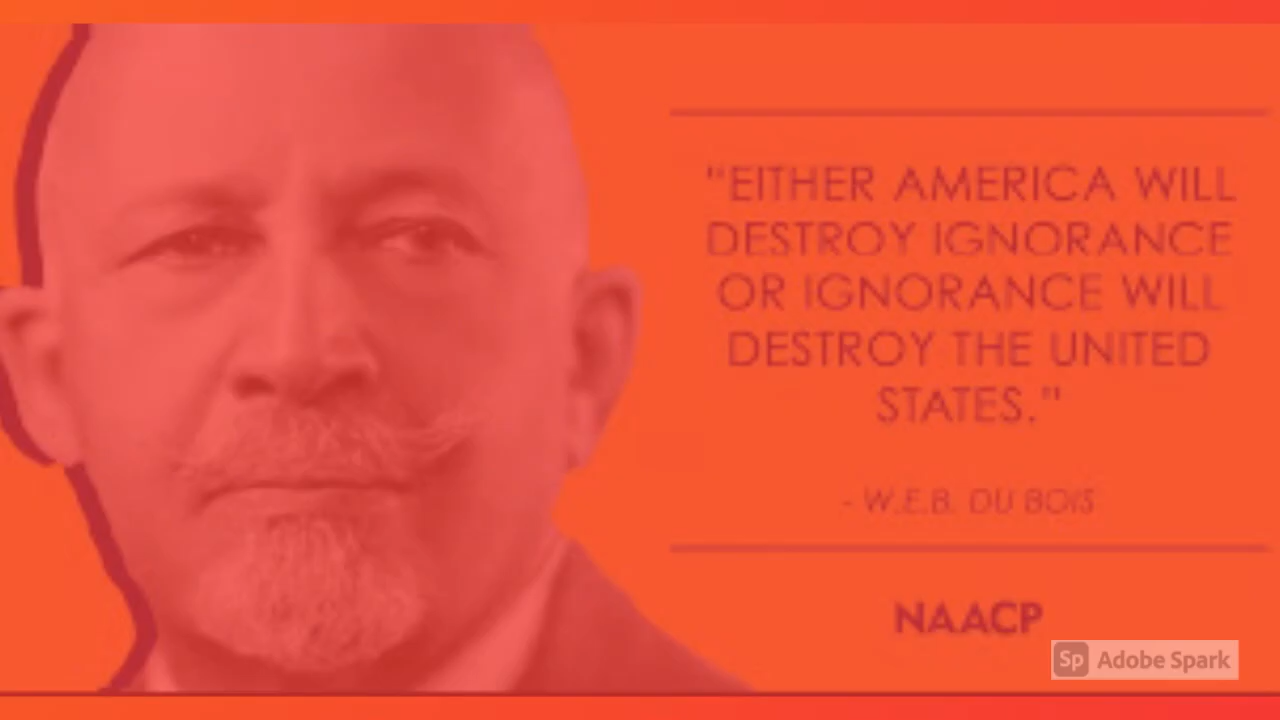 "EITHER AMERICA WILL
DESTROY IGNORANCE
OR IGNORANCE WILL
DESTROY THE UNITED
STATES."
- W.E.B. DU BOIS
NAACP
Sp Adobe Spark